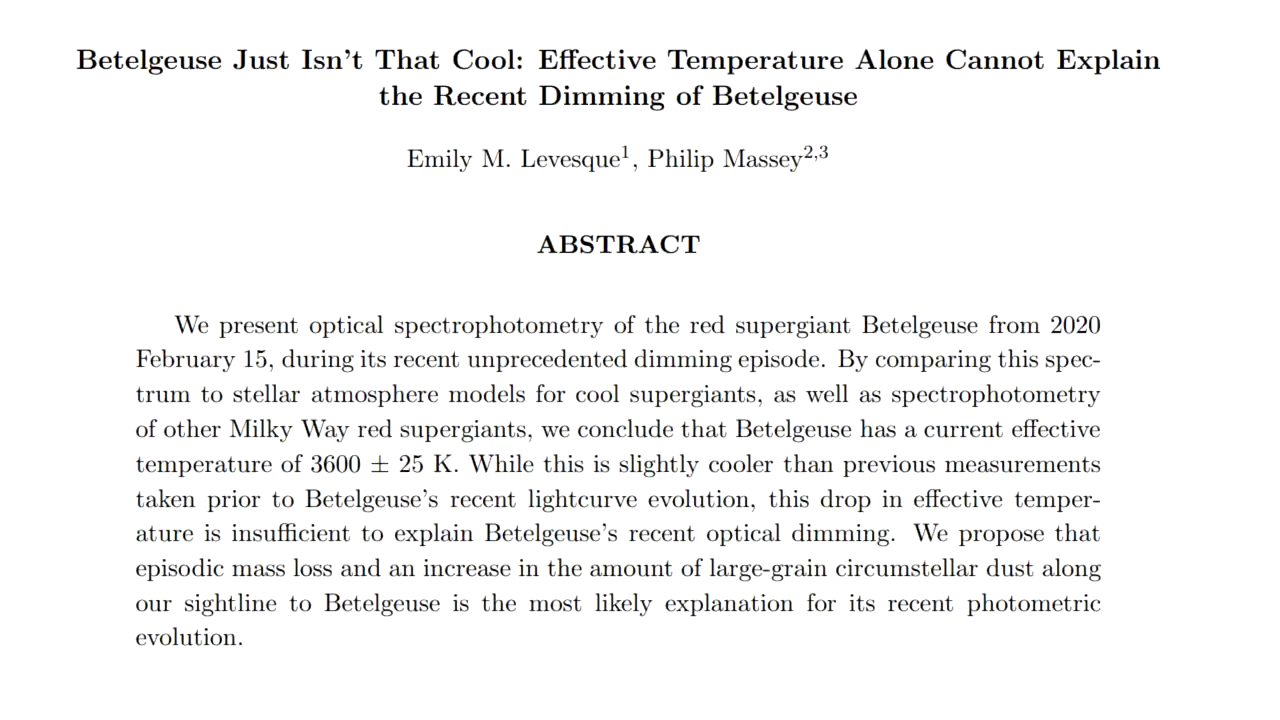 Betelgeuse Just Isn't That Cool: Effective Temperature Alone Cannot Explain
the Recent Dimming of Betelgeuse
Emily M. Levesque1, Philip Massey2,3
ABSTRACT
We present optical spectrophotometry of the red supergiant Betelgeuse from 2020
February 15, during its recent unprecedented dimming episode. By comparing this spec-
trum to stellar atmosphere models for cool supergiants, as well as spectrophotometry
of other Milky Way red supergiants, we conclude that Betelgeuse has a current effective
temperature of 3600 ± 25 K. While this is slightly cooler than previous measurements
taken prior to Betelgeuse's recent lightcurve evolution, this drop in effective temper-
ature is insufficient to explain Betelgeuse's recent optical dimming. We propose that
episodic mass loss and an increase in the amount of large-grain circumstellar dust along
our sightline to Betelgeuse is the most likely explanation for its recent photometric
evolution.